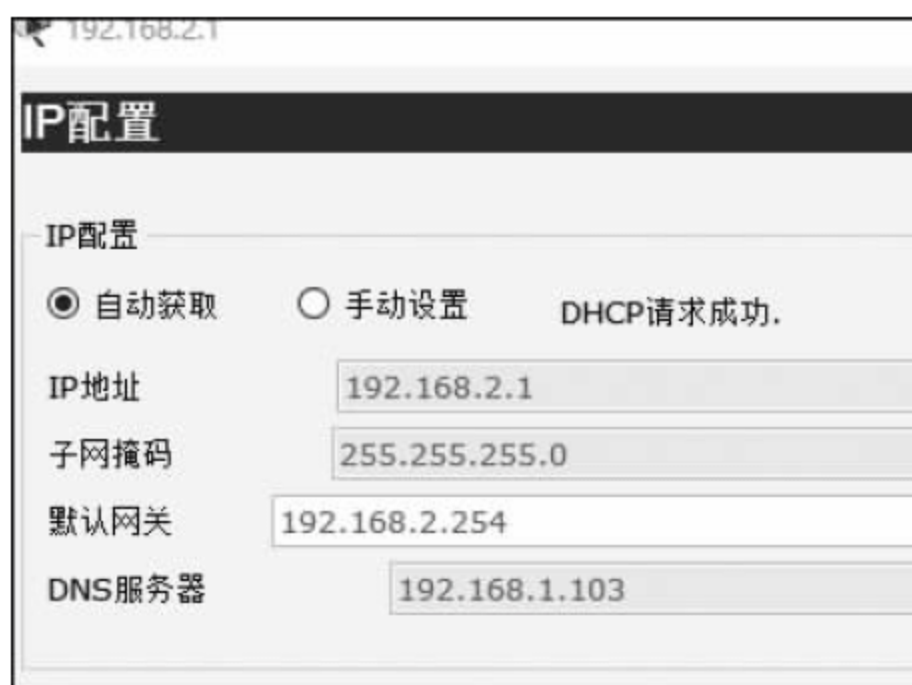 192.168.2.1
IP配置
IP配置
自动获取 手动设置 DHCP请求成功.
IP地址 192.168.2.1
子网掩码 255.255.255.0
默认网关 192.168.2.254
DNS服务器 192.168.1.103